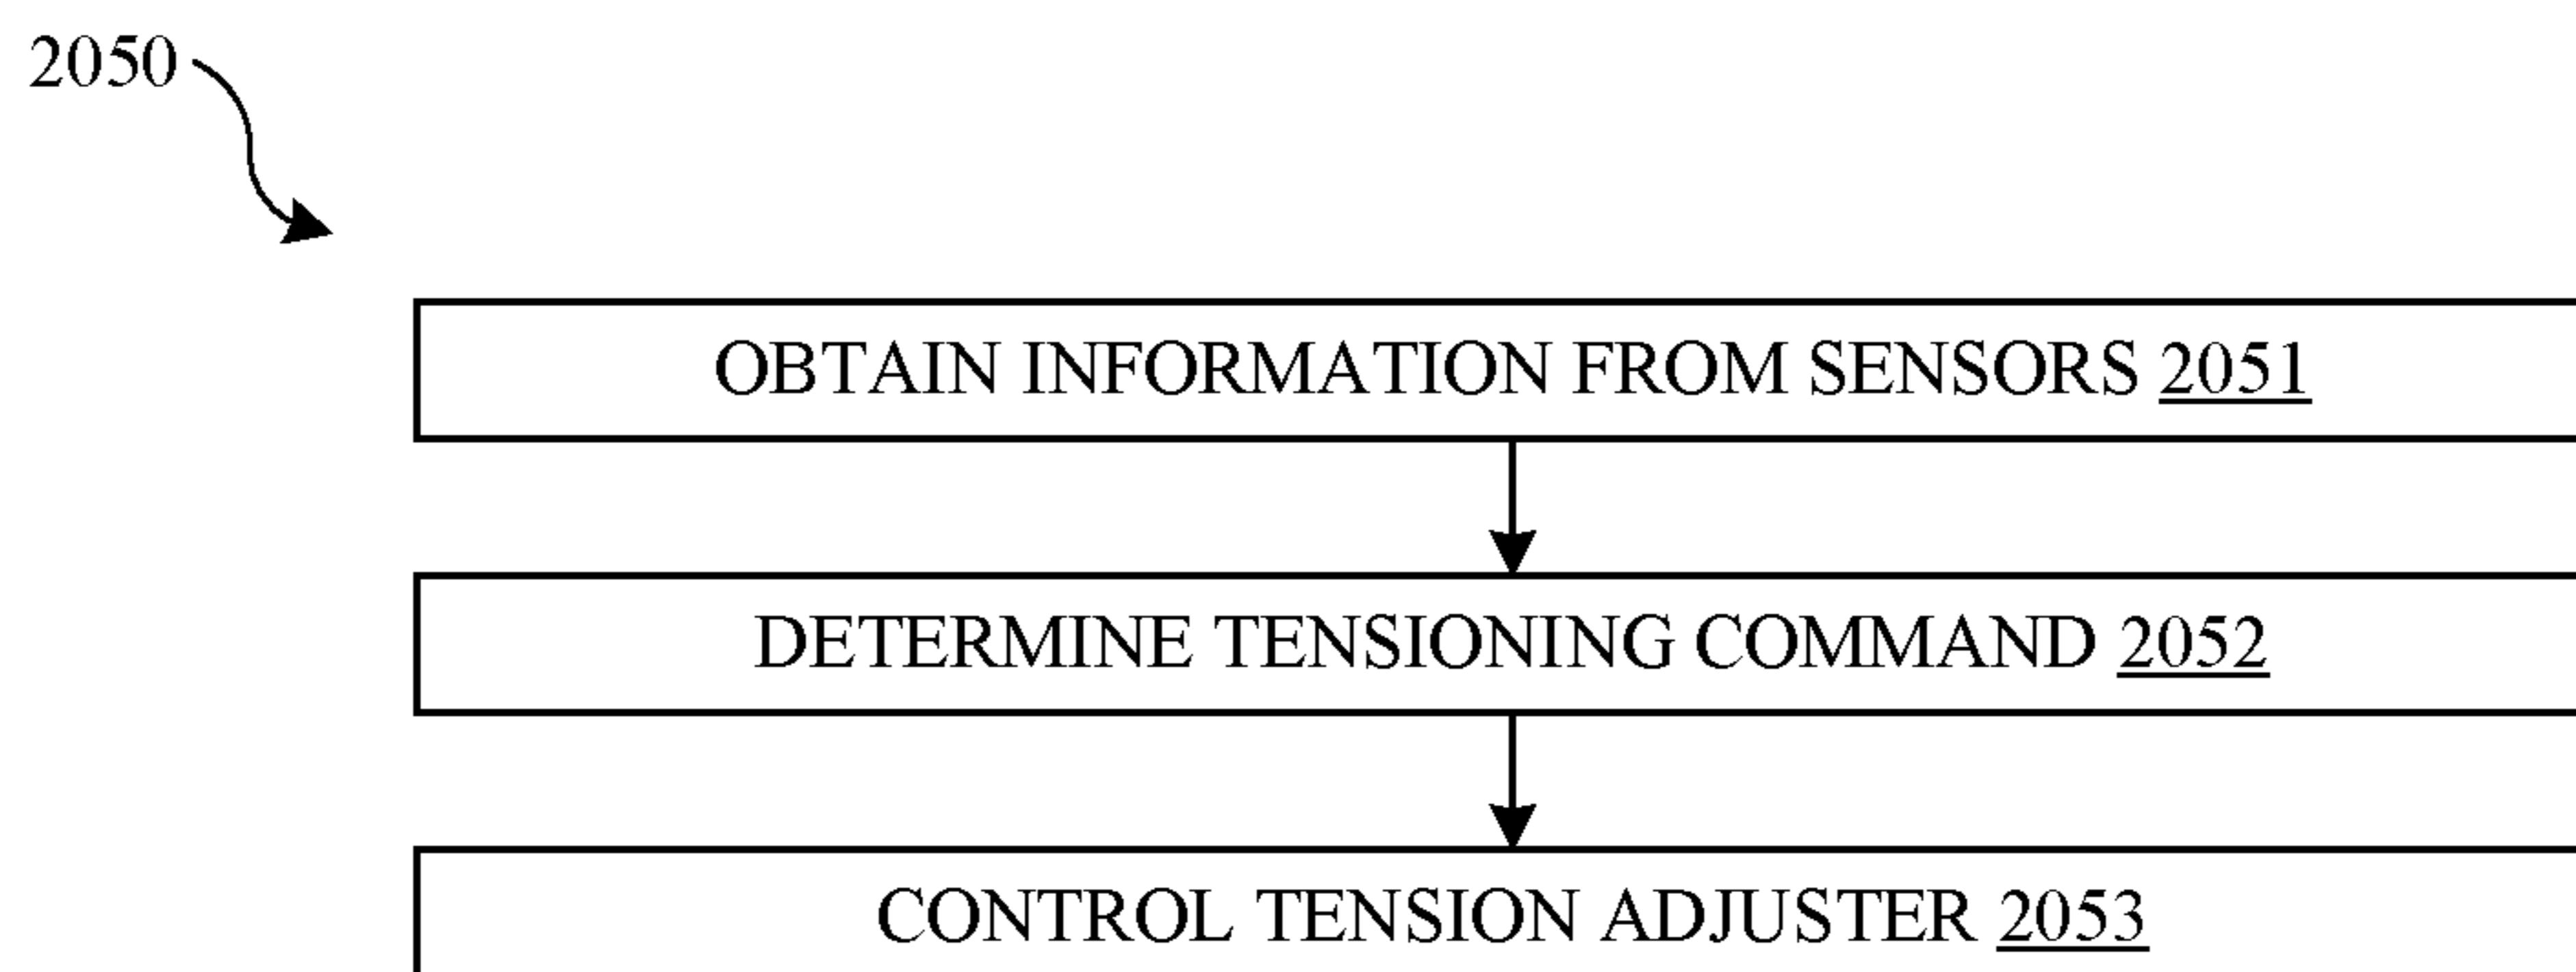 2050
OBTAIN INFORMATION FROM SENSORS 2051
DETERMINE TENSIONING COMMAND 2052
CONTROL TENSION ADJUSTER 2053